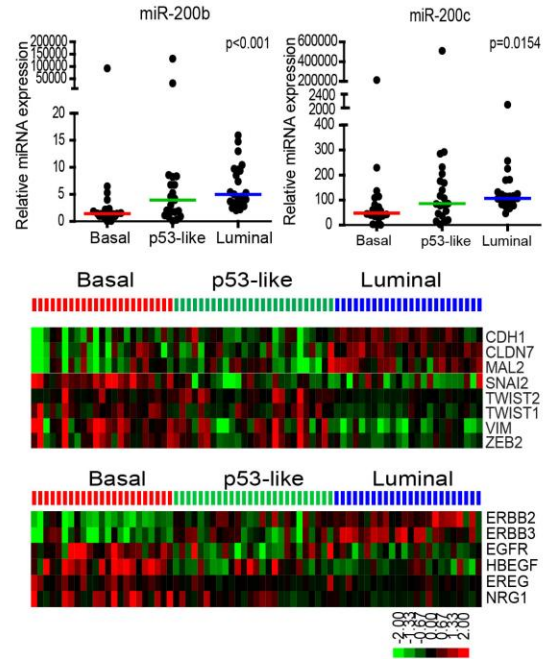 miR-200b
miR-200c
p<0.001
p=0.0154
Relative miRNA expression
200000
150000
100000
50000
20
15
10
5
0
Basal p53-like Luminal
Relative miRNA expression
600000
400000
200000
2400
2200
2000
400
300
200
100
0
Basal p53-like Luminal
Basal p53-like Luminal
CDH1
CLDN7
MAL2
SNAI2
TWIST2
TWIST1
VIM
ZEB2
Basal p53-like Luminal
ERBB2
ERBB3
EGFR
HBEGF
EREG
NRG1
-2.00
-1.33
-0.67
0.00
0.67
1.33
2.00